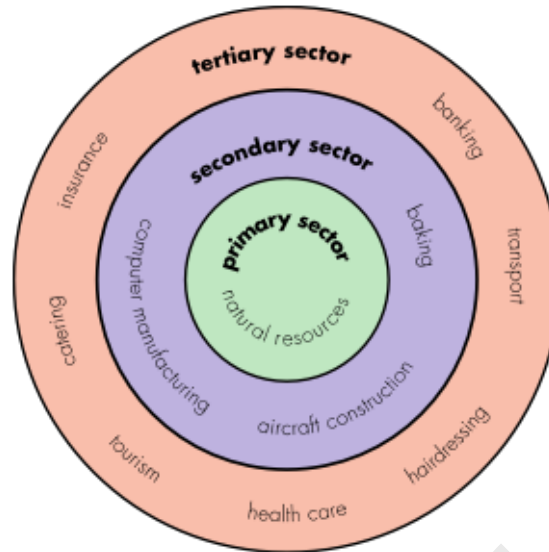 tertiary sector
banking
transport
hairdressing
health care
tourism
catering
insurance
secondary sector
baking
aircraft construction
computer manufacturing
primary sector
natural resources